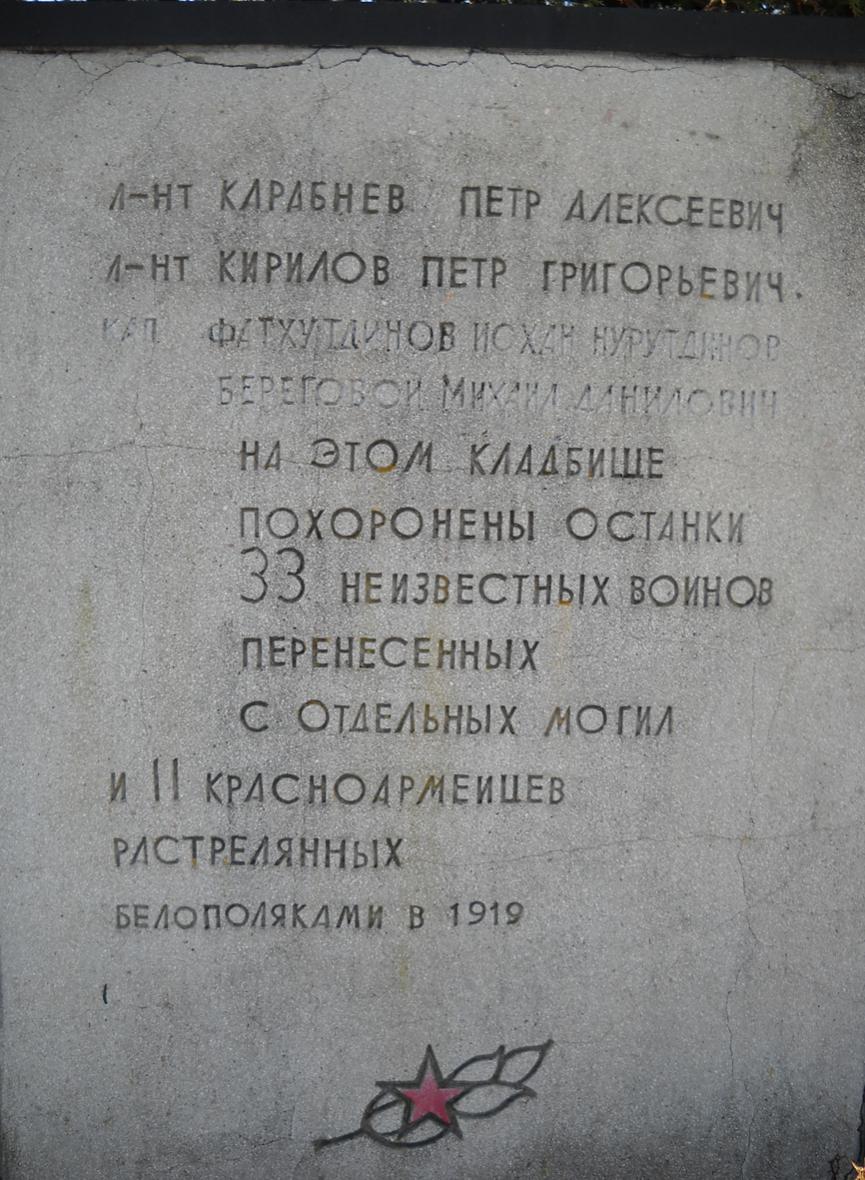 Л-НТ КАРАБНЕВ ПЕТР АЛЕКСЕЕВИЧ
Л-НТ КИРИЛОВ ПЕТР ГРИГОРЬЕВИЧ.
КАП ФАТХУТДИНОВ ИСХАН НУРУТДИНОВ
БЕРЕГОВОЙ МИХАИЛ ДАНИЛОВИЧ
НА ЭТОМ КЛАДБИЩЕ
ПОХОРОНЕНЫ ОСТАНКИ
33 НЕИЗВЕСТНЫХ ВОИНОВ
ПЕРЕНЕСЕННЫХ
С ОТДЕЛЬНЫХ МОГИЛ
И 11 КРАСНОАРМЕИЦЕВ
РАСТРЕЛЯННЫХ
БЕЛОПОЛЯКАМИ В 1919